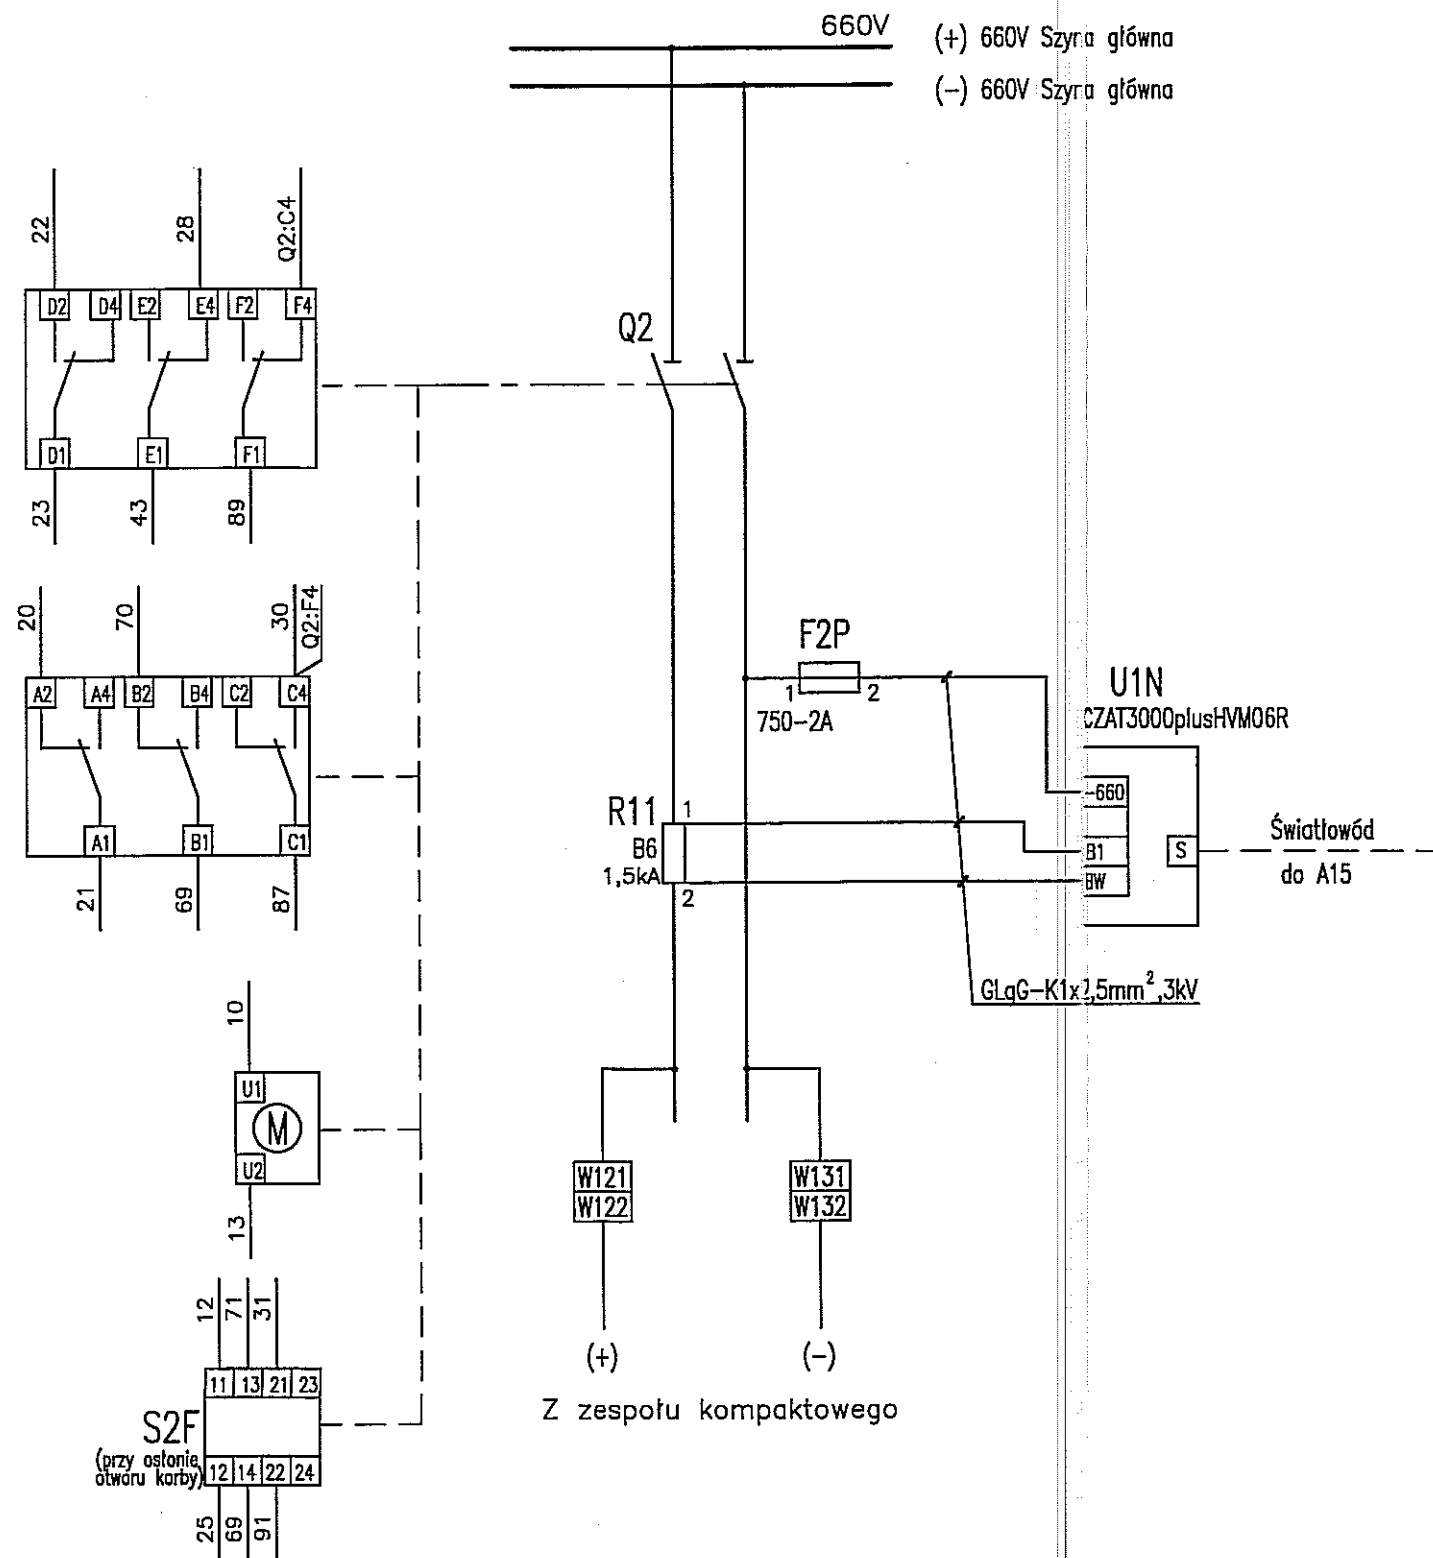 660V
(+) 660V Szyna główna
(-) 660V Szyna główna
22
28
Q2:C4
D2 D4 E2 E4 F2 F4
D1 E1 F1
23
43
89
Q2
20
70
30
Q2:F4
A2 A4 B2 B4 C2 C4
A1 B1 C1
21
69
87
F2P
1 2
750-2A
U1N
CZAT3000plusHVM06R
-660
B1
BW
S
Światłowód
do A15
R11
1
B6
1,5kA
2
GLgG-K1x2,5mm²,3kV
10
U1
M
U2
13
W121
W122
W131
W132
(+)
(-)
Z zespołu kompaktowego
12
71
31
11 13 21 23
S2F
(przy osłonie
otworu korby)
12 14 22 24
25
69
91